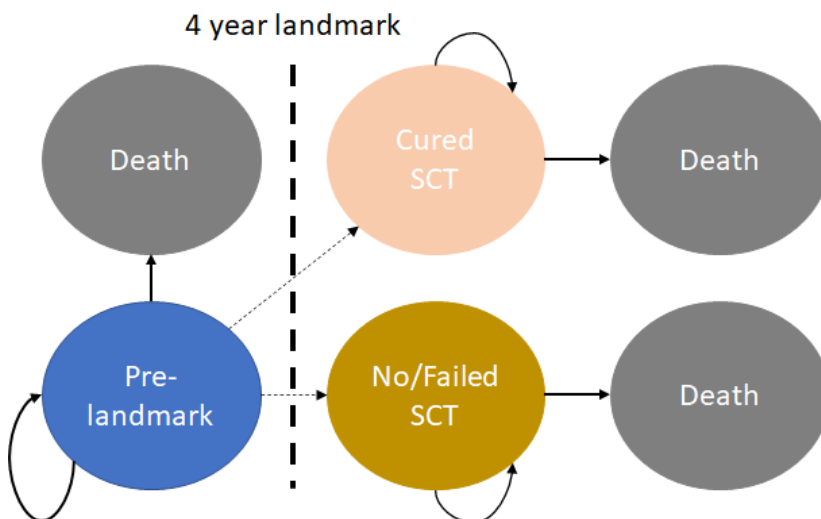 4 year landmark
Death
Cured
SCT
Death
Pre-
landmark
No/Failed
SCT
Death